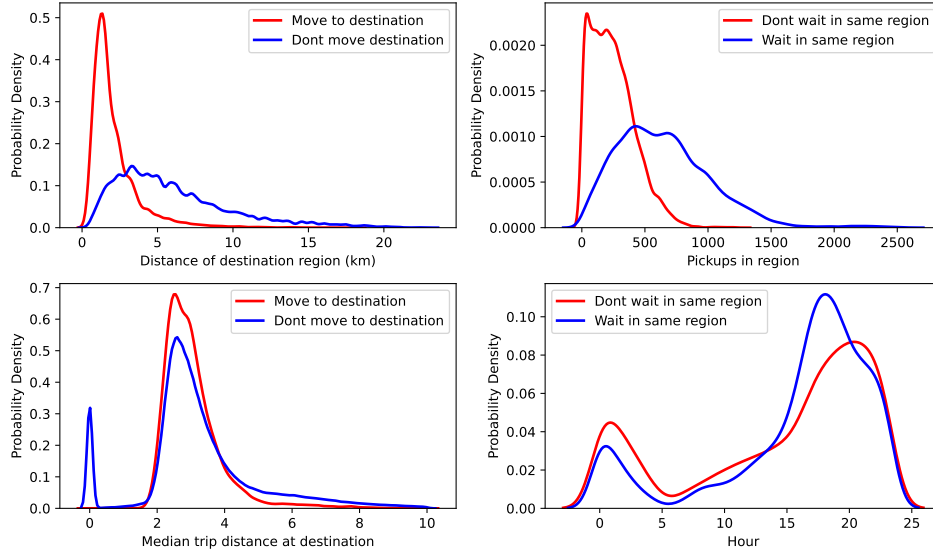 Probability Density
0.5
0.4
0.3
0.2
0.1
0.0
Move to destination
Dont move destination
0 5 10 15 20
Distance of destination region (km)
Probability Density
0.0020
0.0015
0.0010
0.0005
0.0000
Dont wait in same region
Wait in same region
0 500 1000 1500 2000 2500
Pickups in region
Probability Density
0.7
0.6
0.5
0.4
0.3
0.2
0.1
0.0
Move to destination
Dont move to destination
0 2 4 6 8 10
Median trip distance at destination
Probability Density
0.10
0.08
0.06
0.04
0.02
0.00
Dont wait in same region
Wait in same region
0 5 10 15 20 25
Hour